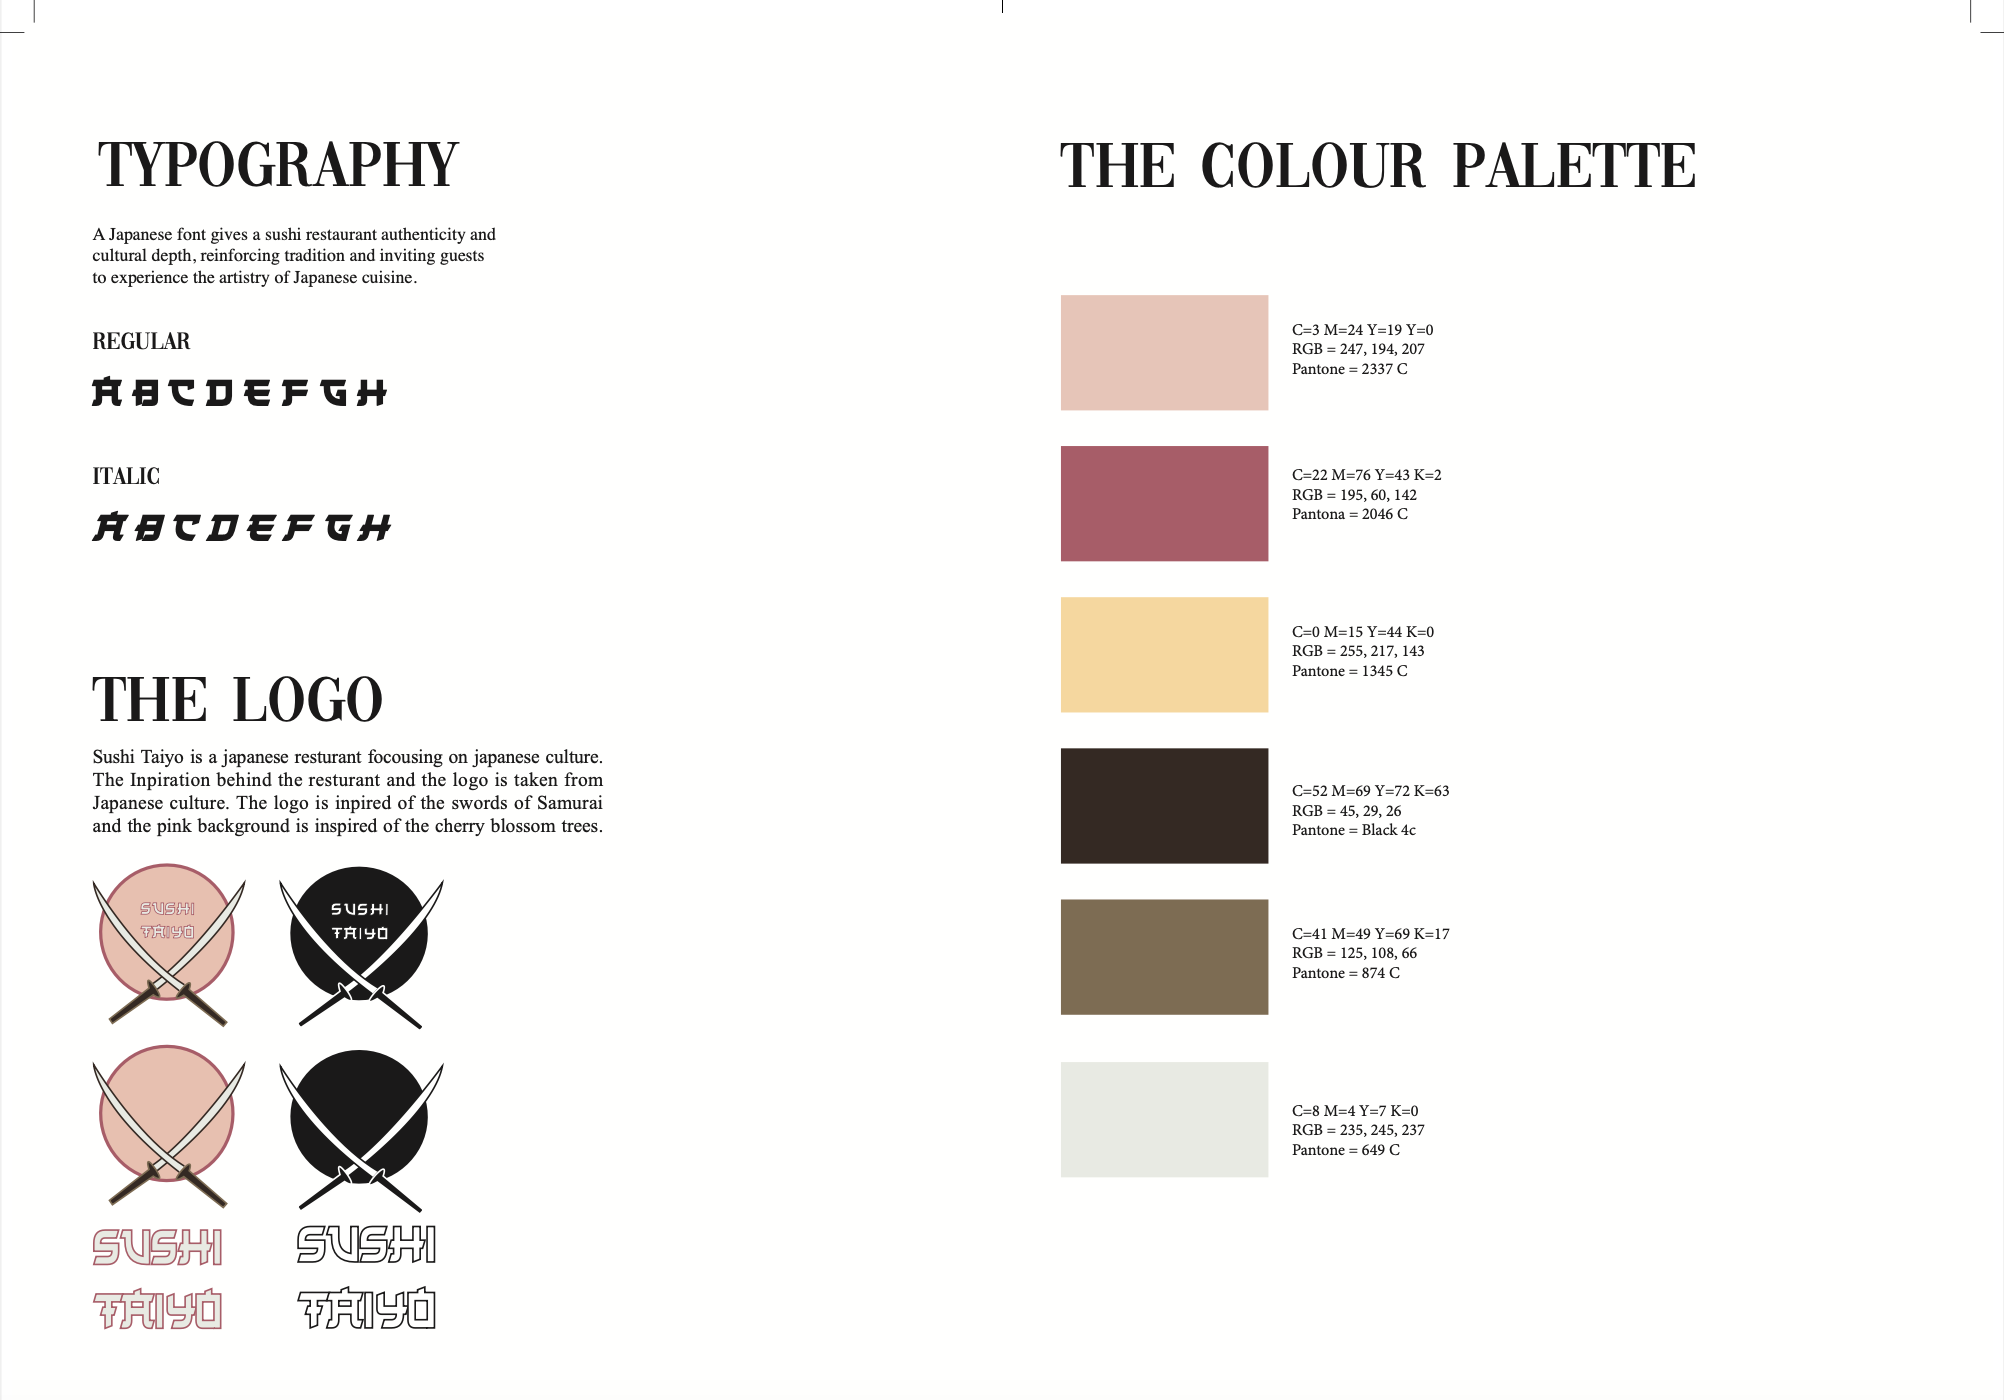 TYPOGRAPHY
A Japanese font gives a sushi restaurant authenticity and
cultural depth, reinforcing tradition and inviting guests
to experience the artistry of Japanese cuisine.
REGULAR
A B C D E F G H
ITALIC
A B C D E F G H
THE LOGO
Sushi Taiyo is a japanese resturant focousing on japanese culture.
The Inpiration behind the resturant and the logo is taken from
Japanese culture. The logo is inpired of the swords of Samurai
and the pink background is inspired of the cherry blossom trees.
SUSHI
TAIYO
SUSHI
TAIYO
SUSHI
TAIYO
SUSHI
TAIYO
THE COLOUR PALETTE
C=3 M=24 Y=19 Y=0
RGB = 247, 194, 207
Pantone = 2337 C
C=22 M=76 Y=43 K=2
RGB = 195, 60, 142
Pantona = 2046 C
C=0 M=15 Y=44 K=0
RGB = 255, 217, 143
Pantone = 1345 C
C=52 M=69 Y=72 K=63
RGB = 45, 29, 26
Pantone = Black 4c
C=41 M=49 Y=69 K=17
RGB = 125, 108, 66
Pantone = 874 C
C=8 M=4 Y=7 K=0
RGB = 235, 245, 237
Pantone = 649 C